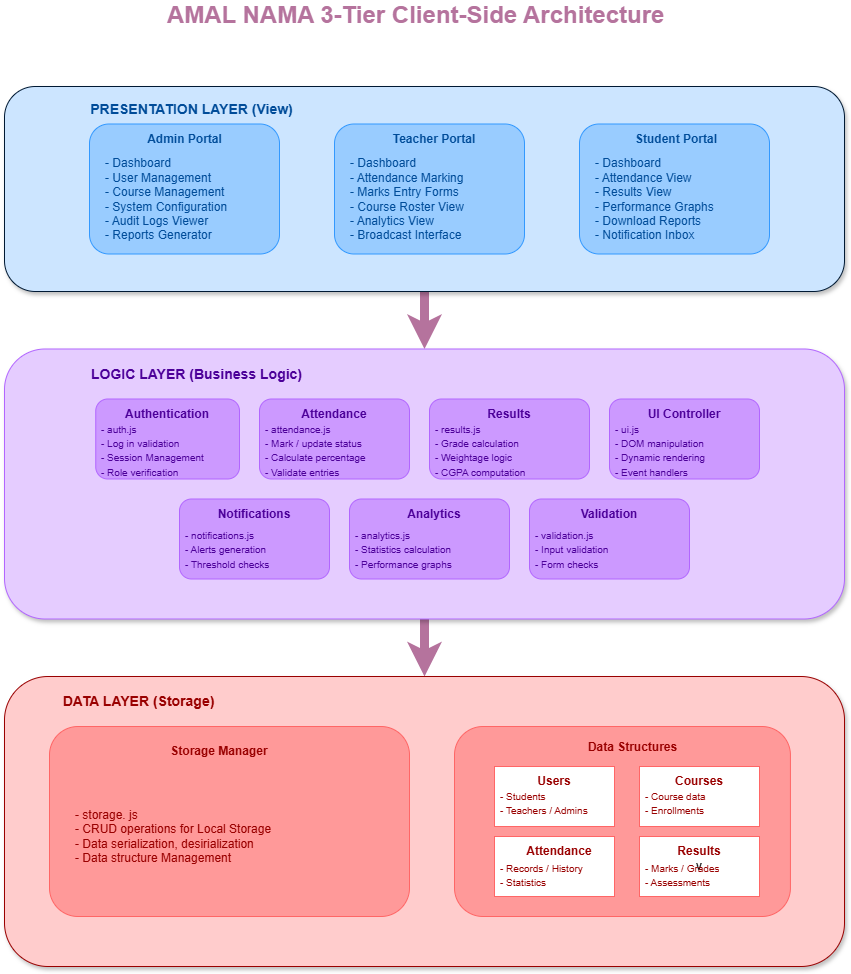 AMAL NAMA 3-Tier Client-Side Architecture
PRESENTATION LAYER (View)
Admin Portal
- Dashboard
- User Management
- Course Management
- System Configuration
- Audit Logs Viewer
- Reports Generator
Teacher Portal
- Dashboard
- Attendance Marking
- Marks Entry Forms
- Course Roster View
- Analytics View
- Broadcast Interface
Student Portal
- Dashboard
- Attendance View
- Results View
- Performance Graphs
- Download Reports
- Notification Inbox
LOGIC LAYER (Business Logic)
Authentication
- auth.js
- Log in validation
- Session Management
- Role verification
Attendance
- attendance.js
- Mark / update status
- Calculate percentage
- Validate entries
Results
- results.js
- Grade calculation
- Weightage logic
- CGPA computation
UI Controller
- ui.js
- DOM manipulation
- Dynamic rendering
- Event handlers
Notifications
- notifications.js
- Alerts generation
- Threshold checks
Analytics
- analytics.js
- Statistics calculation
- Performance graphs
Validation
- validation.js
- Input validation
- Form checks
DATA LAYER (Storage)
Storage Manager
- storage. js
- CRUD operations for Local Storage
- Data serialization, desirialization
- Data structure Management
Data Structures
Users
- Students
- Teachers / Admins
Courses
- Course data
- Enrollments
Attendance
- Records / History
- Statistics
Results
v
- Marks / Grades
- Assessments